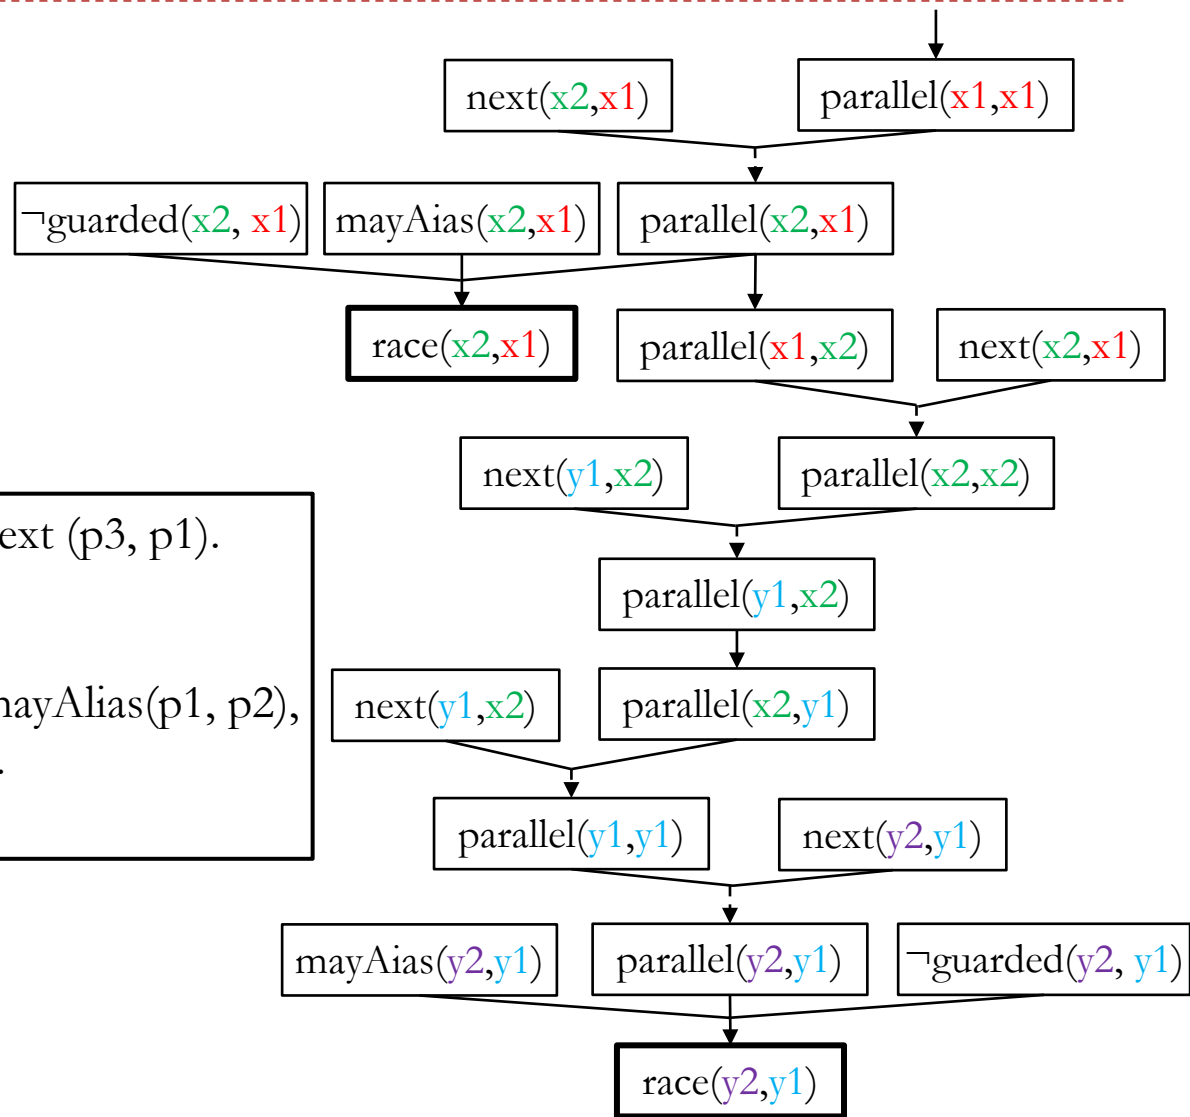 next(x2,x1)
parallel(x1,x1)
¬guarded(x2, x1)
mayAias(x2,x1)
parallel(x2,x1)
race(x2,x1)
parallel(x1,x2)
next(x2,x1)
next(y1,x2)
parallel(x2,x2)
ext (p3, p1).
parallel(y1,x2)
mayAlias(p1, p2),
.
next(y1,x2)
parallel(x2,y1)
parallel(y1,y1)
next(y2,y1)
mayAias(y2,y1)
parallel(y2,y1)
¬guarded(y2, y1)
race(y2,y1)